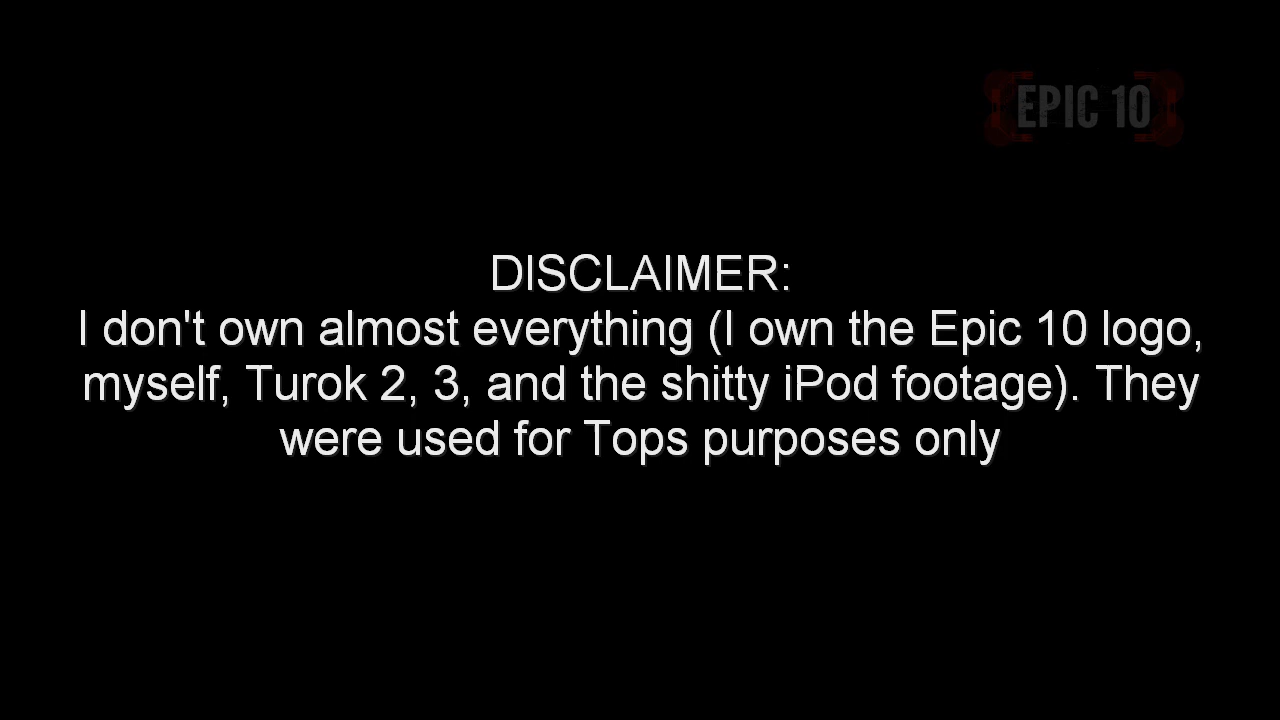 EPIC 10
DISCLAIMER:
I don't own almost everything (I own the Epic 10 logo,
myself, Turok 2, 3, and the shitty iPod footage). They
were used for Tops purposes only